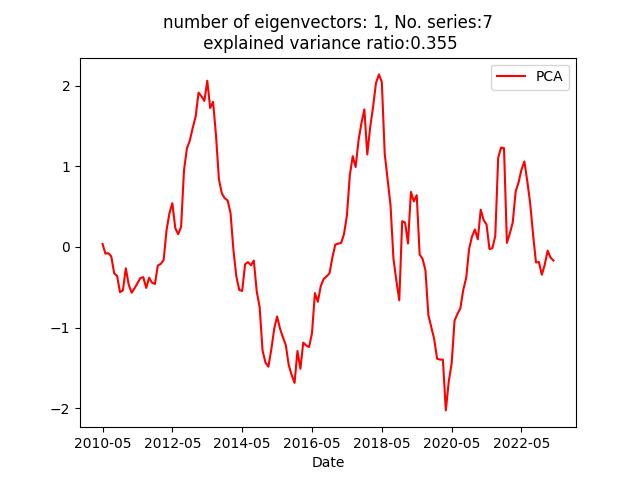 number of eigenvectors: 1, No. series:7
explained variance ratio:0.355
PCA
2
1
0
−1
−2
2010-05 2012-05 2014-05 2016-05 2018-05 2020-05 2022-05
Date